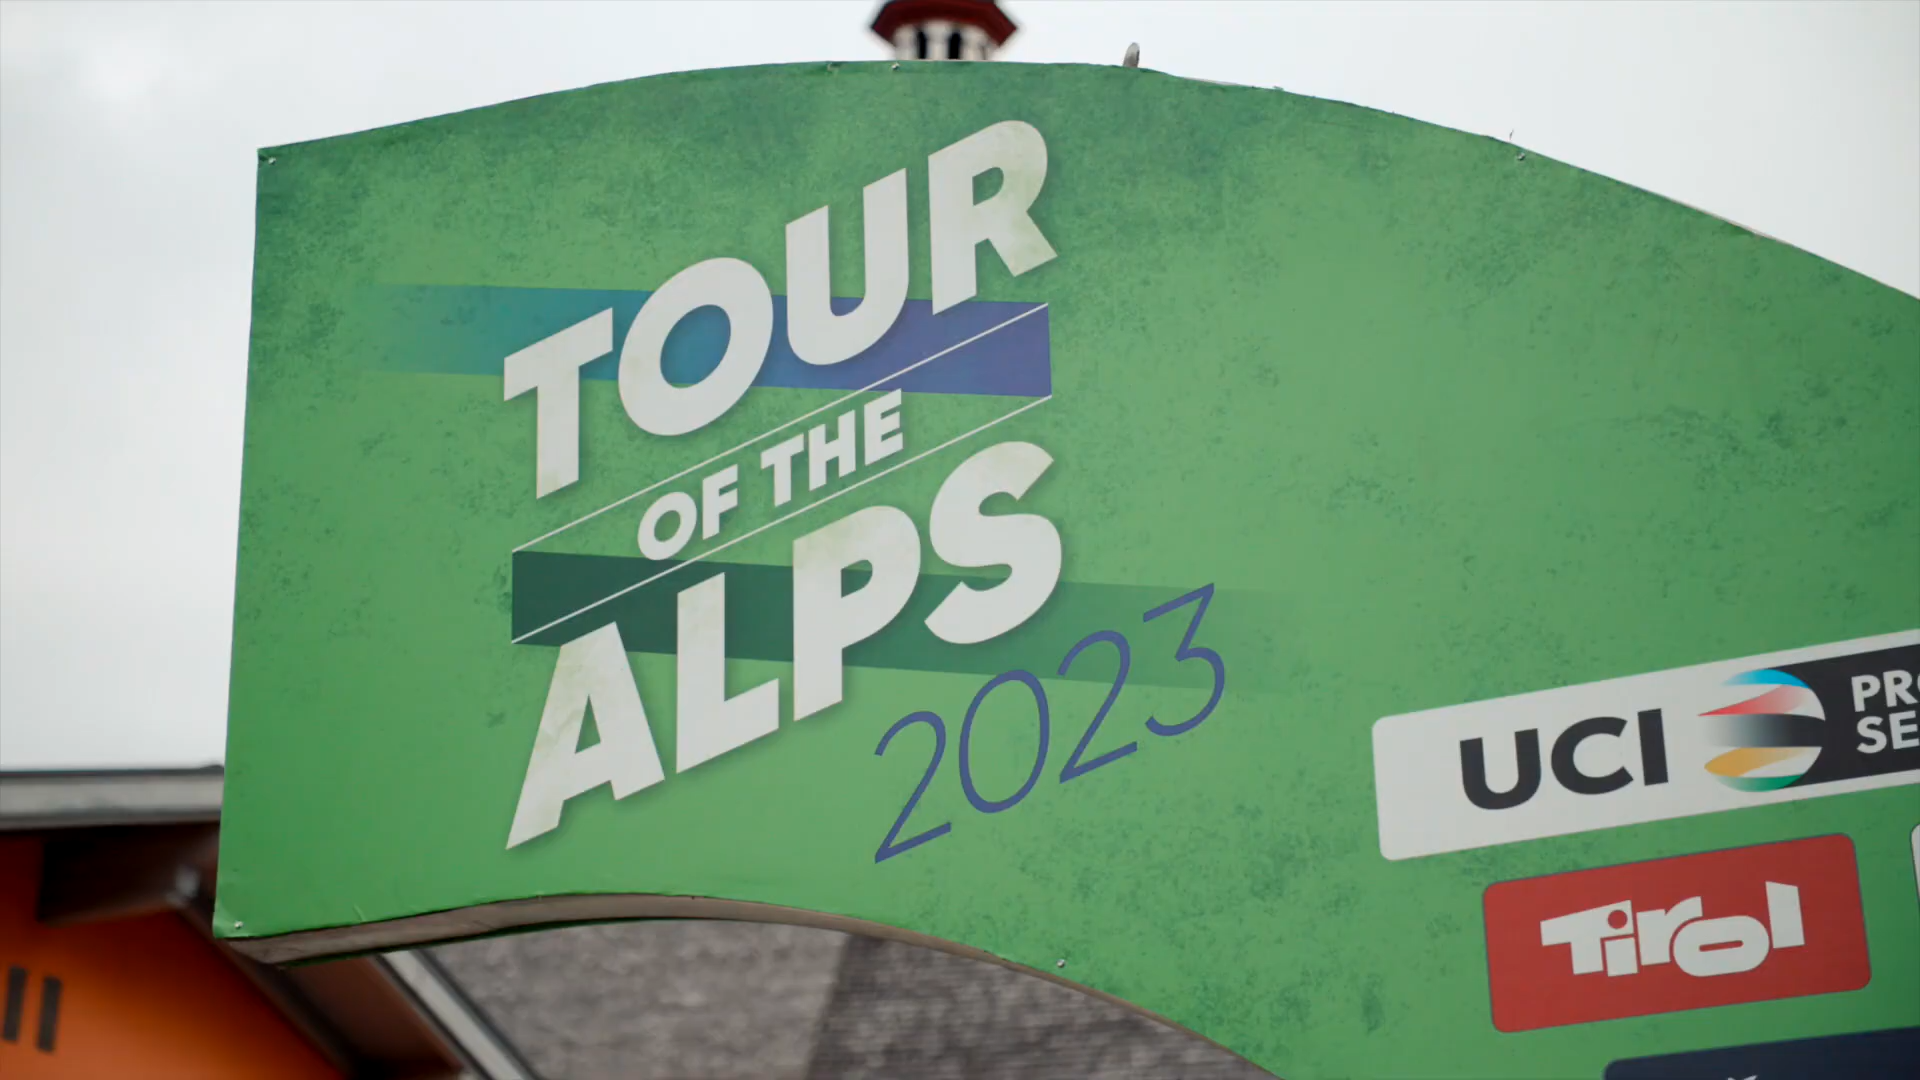 TOUR
OF THE
ALPS
2023
UCI
Tirol